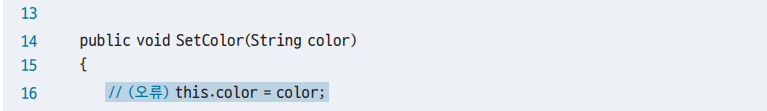 13
14 public void SetColor(String color)
15 {
16 // (오류) this.color = color;